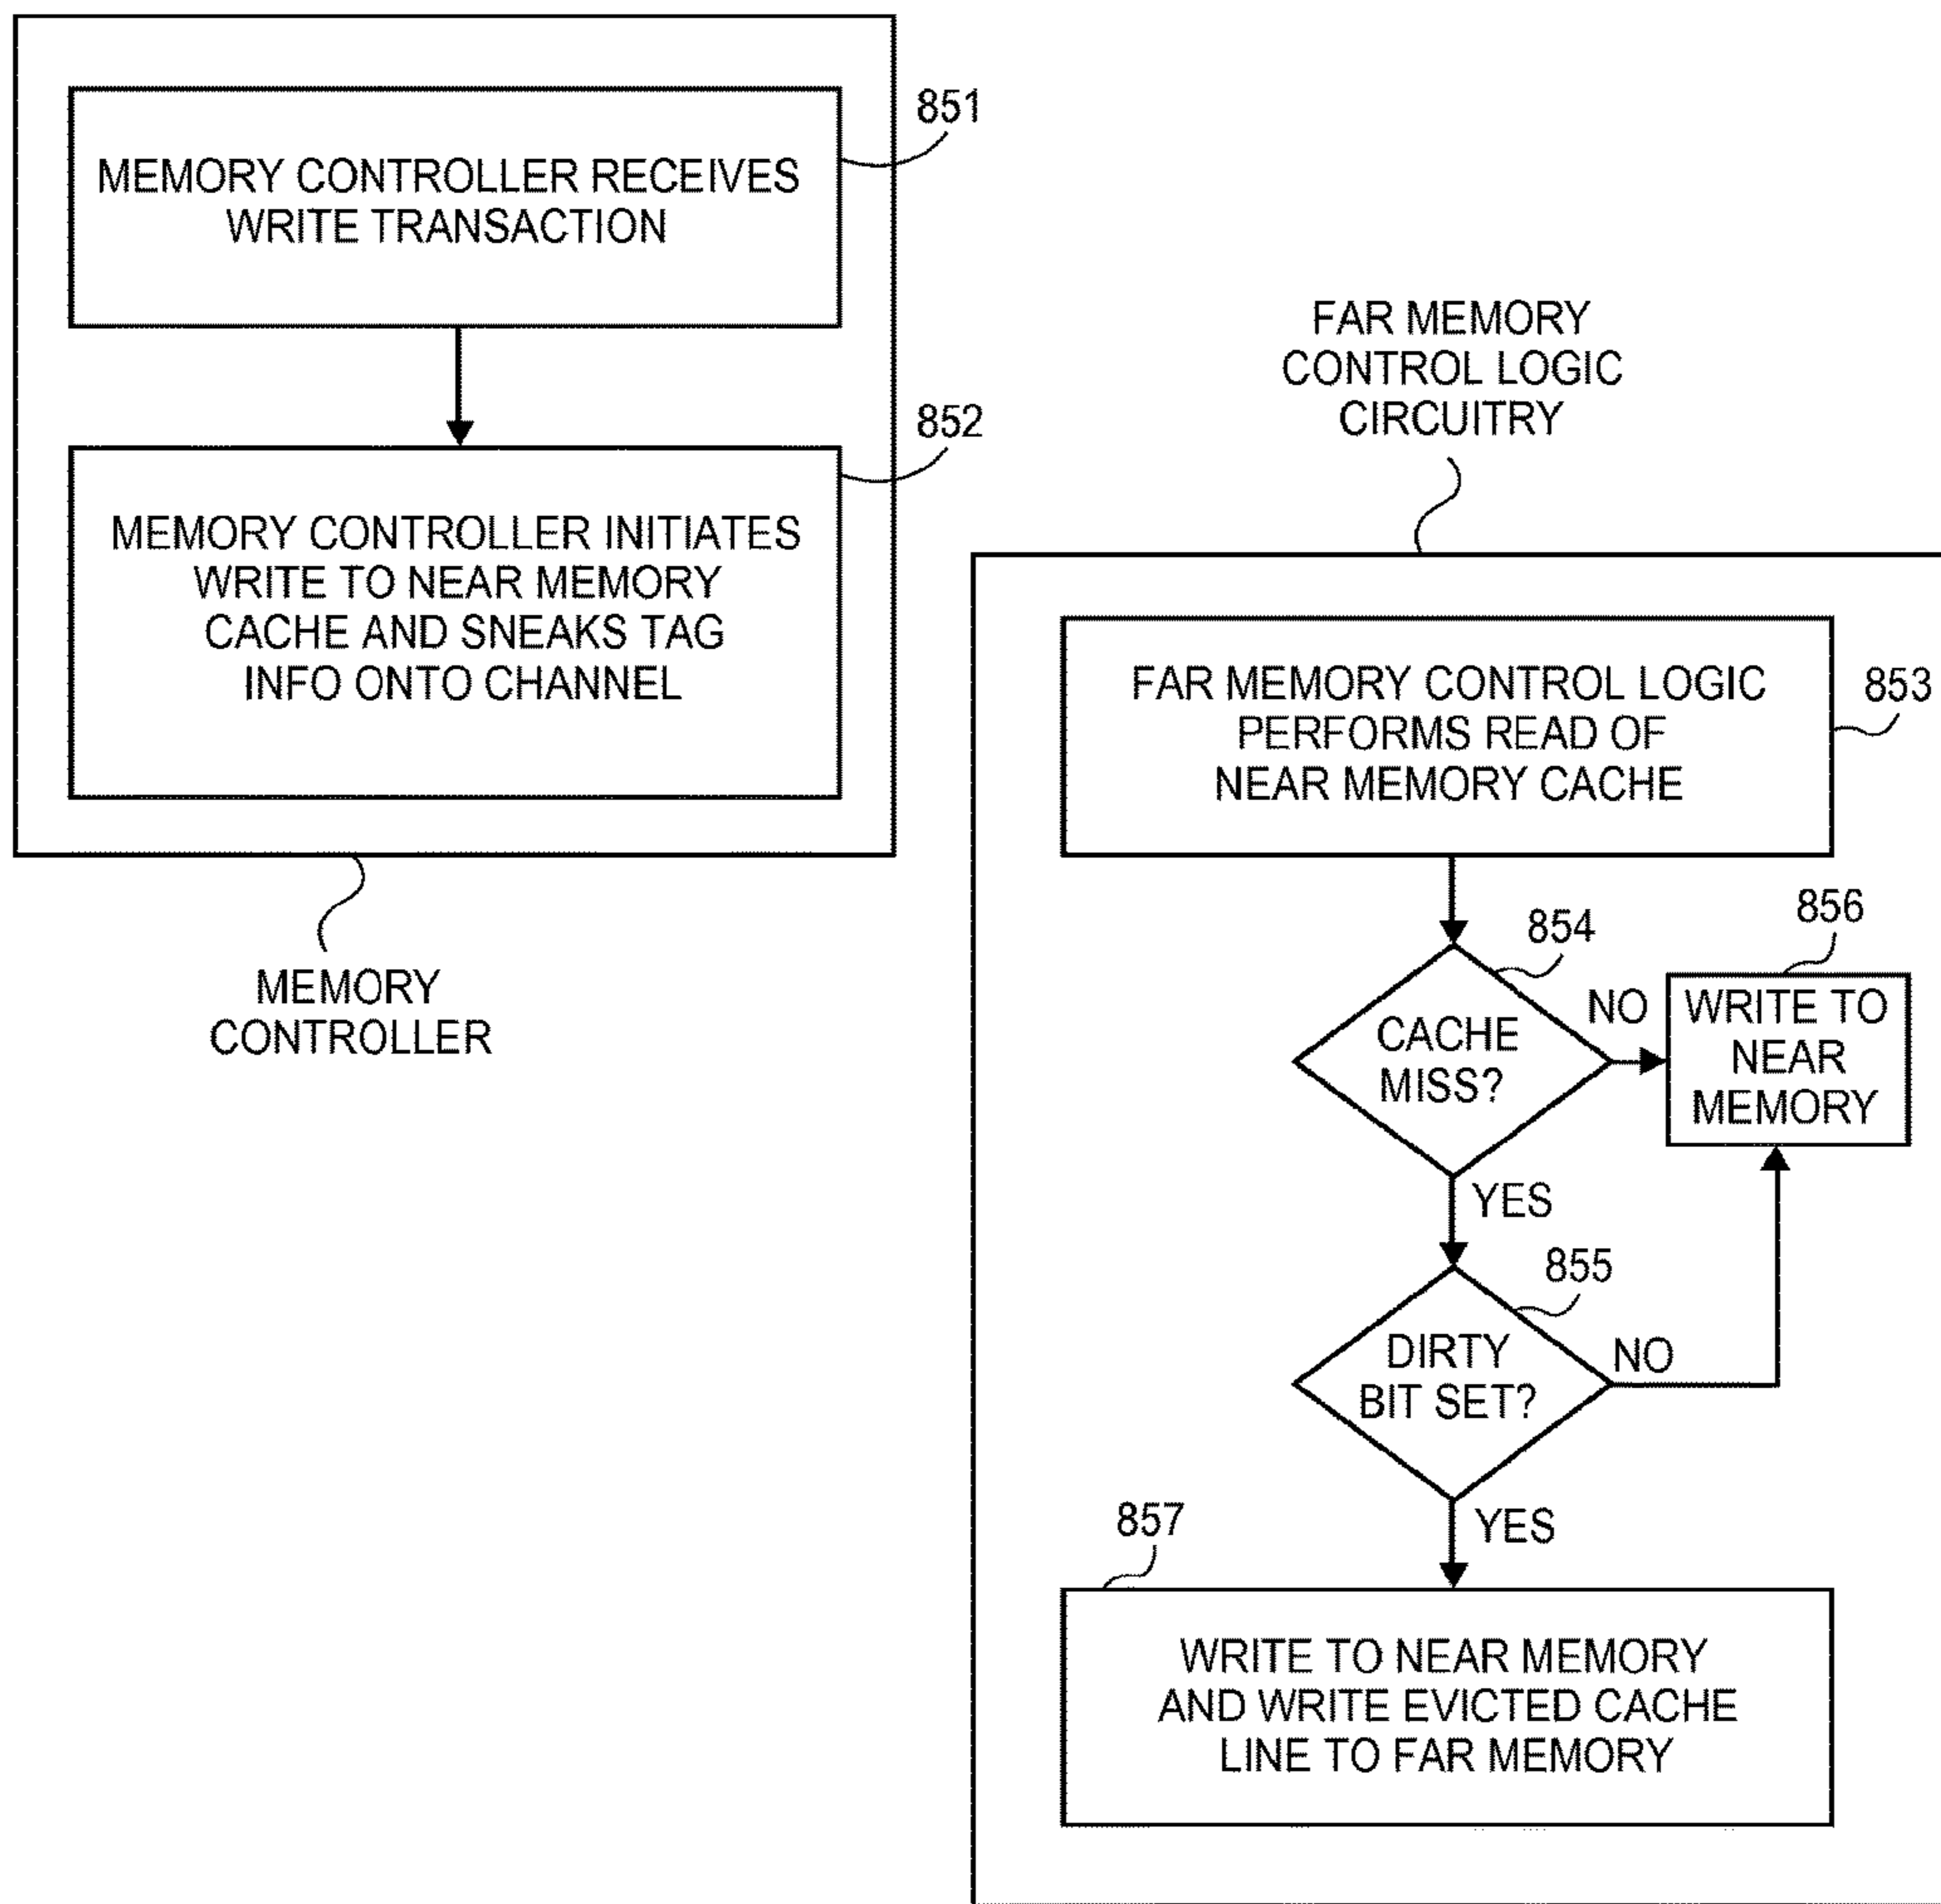 851
MEMORY CONTROLLER RECEIVES
WRITE TRANSACTION
852
MEMORY CONTROLLER INITIATES
WRITE TO NEAR MEMORY
CACHE AND SNEAKS TAG
INFO ONTO CHANNEL
MEMORY
CONTROLLER
FAR MEMORY
CONTROL LOGIC
CIRCUITRY
FAR MEMORY CONTROL LOGIC
PERFORMS READ OF
NEAR MEMORY CACHE
853
854
CACHE
MISS?
NO
856
WRITE TO
NEAR
MEMORY
YES
855
DIRTY
BIT SET?
NO
YES
857
WRITE TO NEAR MEMORY
AND WRITE EVICTED CACHE
LINE TO FAR MEMORY